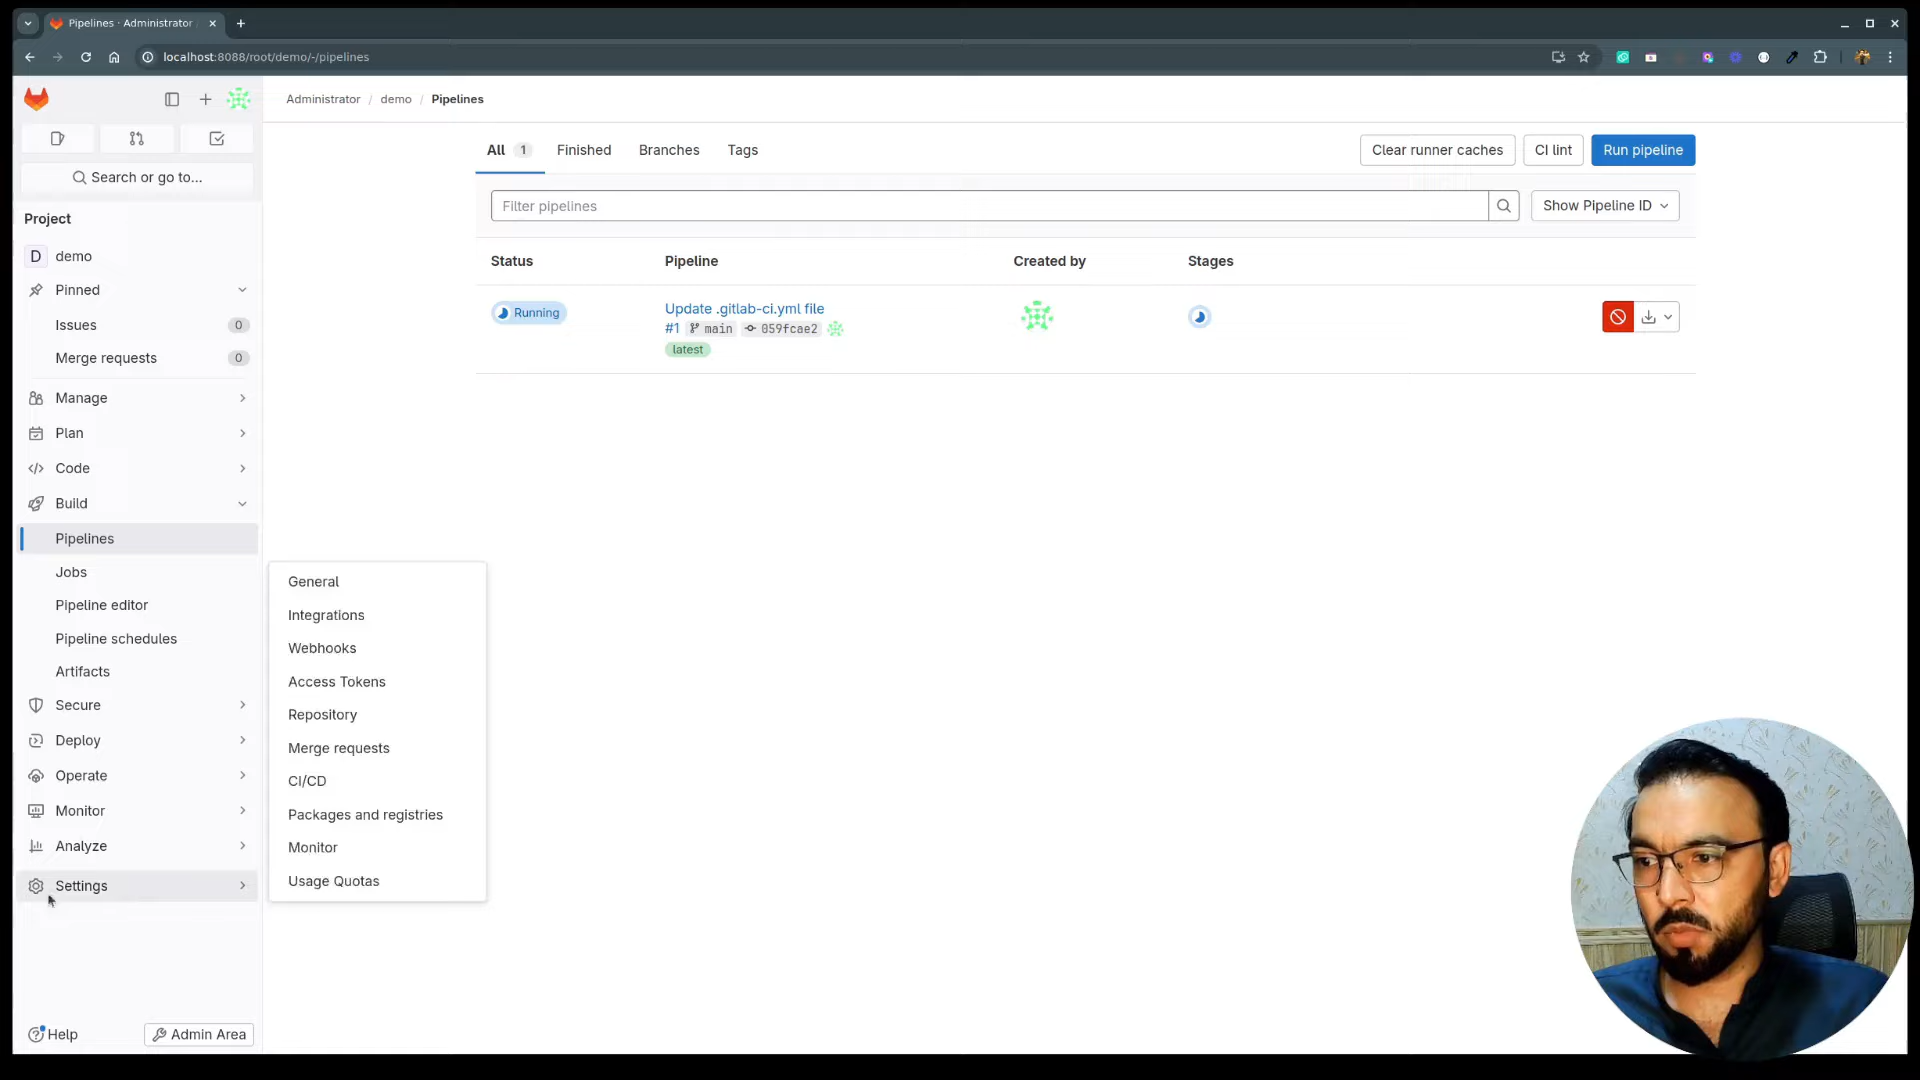 Pipelines · Administrator
localhost:8088/root/demo/-/pipelines
Administrator / demo / Pipelines
Search or go to...
Project
D demo
Pinned
Issues 0
Merge requests 0
Manage
Plan
Code
Build
Pipelines
Jobs
Pipeline editor
Pipeline schedules
Artifacts
Secure
Deploy
Operate
Monitor
Analyze
Settings
Help
Admin Area
General
Integrations
Webhooks
Access Tokens
Repository
Merge requests
CI/CD
Packages and registries
Monitor
Usage Quotas
All 1 Finished Branches Tags
Clear runner caches CI lint Run pipeline
Filter pipelines
Show Pipeline ID
Status Pipeline Created by Stages
Running
Update .gitlab-ci.yml file
#1 main 059fcae2
latest